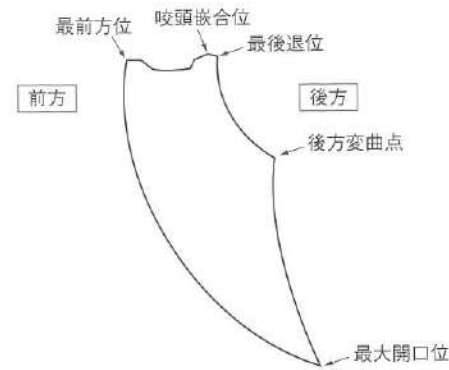 咬頭嵌合位
最前方位
最後退位
前方
後方
後方変曲点
最大開口位